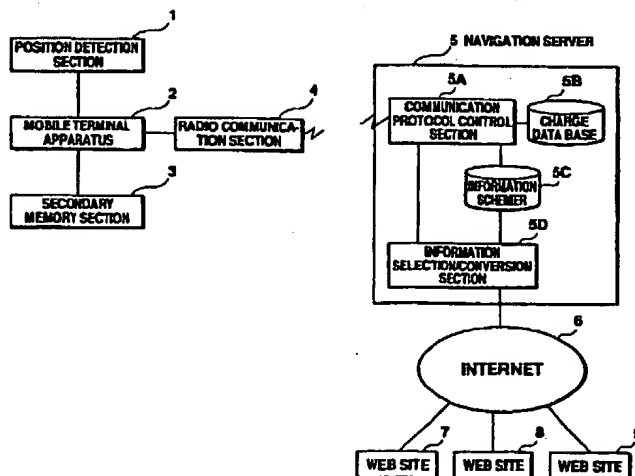 1
POSITION DETECTION
SECTION
2
MOBILE TERMINAL
APPARATUS
4
RADIO COMMUNICA-
TION SECTION
3
SECONDARY
MEMORY SECTION
5 NAVIGATION SERVER
5A
COMMUNICATION
PROTOCOL CONTROL
SECTION
5B
CHARGE
DATA BASE
5C
INFORMATION
SCHEMER
5D
INFORMATION
SELECTION/CONVERSION
SECTION
6
INTERNET
7
WEB SITE
8
WEB SITE
WEB SITE